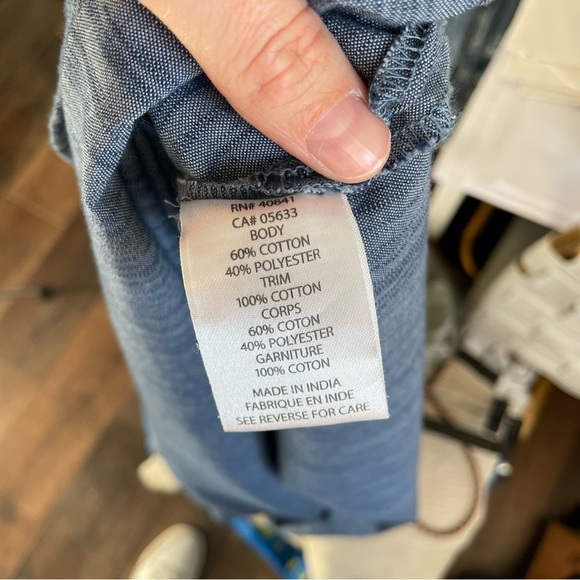 RN# 40641
CA# 05633
BODY
60% COTTON
40% POLYESTER
TRIM
100% COTTON
CORPS
60% COTON
40% POLYESTER
GARNITURE
100% COTON
MADE IN INDIA
FABRIQUE EN INDE
SEE REVERSE FOR CARE